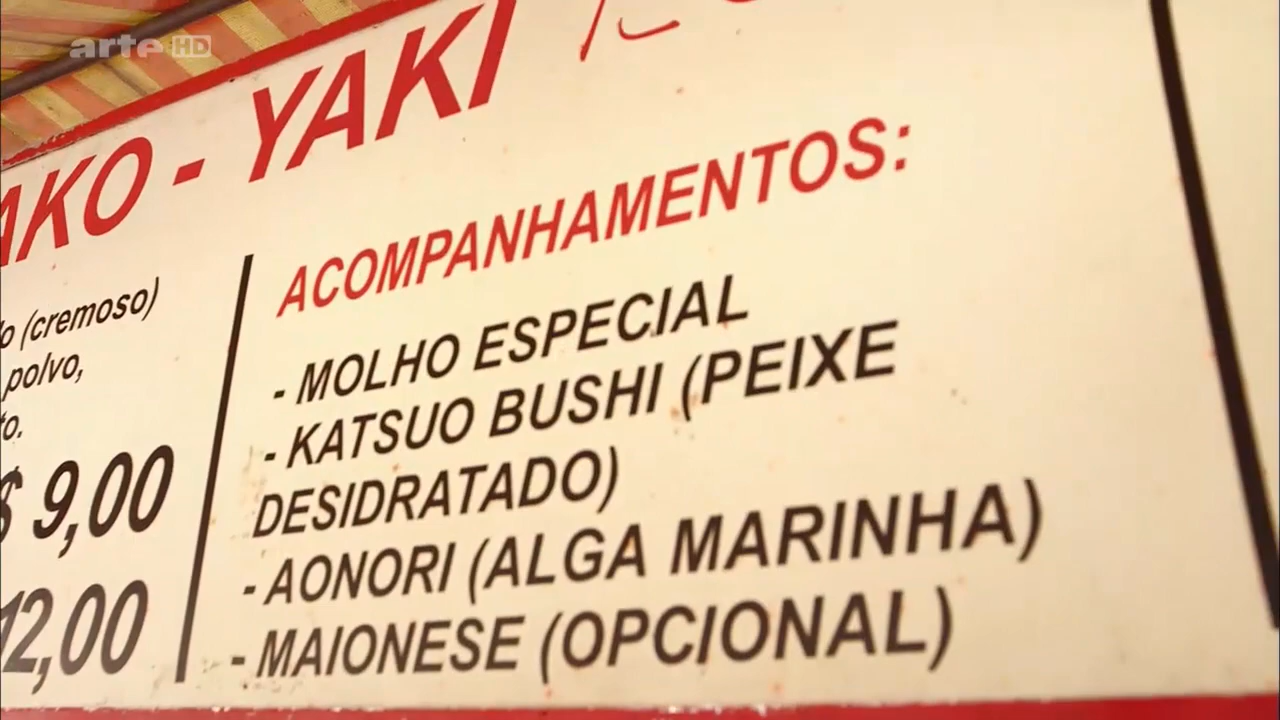 arte HD
AKO - YAKI
ACOMPANHAMENTOS:
o (cremoso)
polvo,
to.
$ 9,00
12,00
- MOLHO ESPECIAL
- KATSUO BUSHI (PEIXE
DESIDRATADO)
- AONORI (ALGA MARINHA)
- MAIONESE (OPCIONAL)